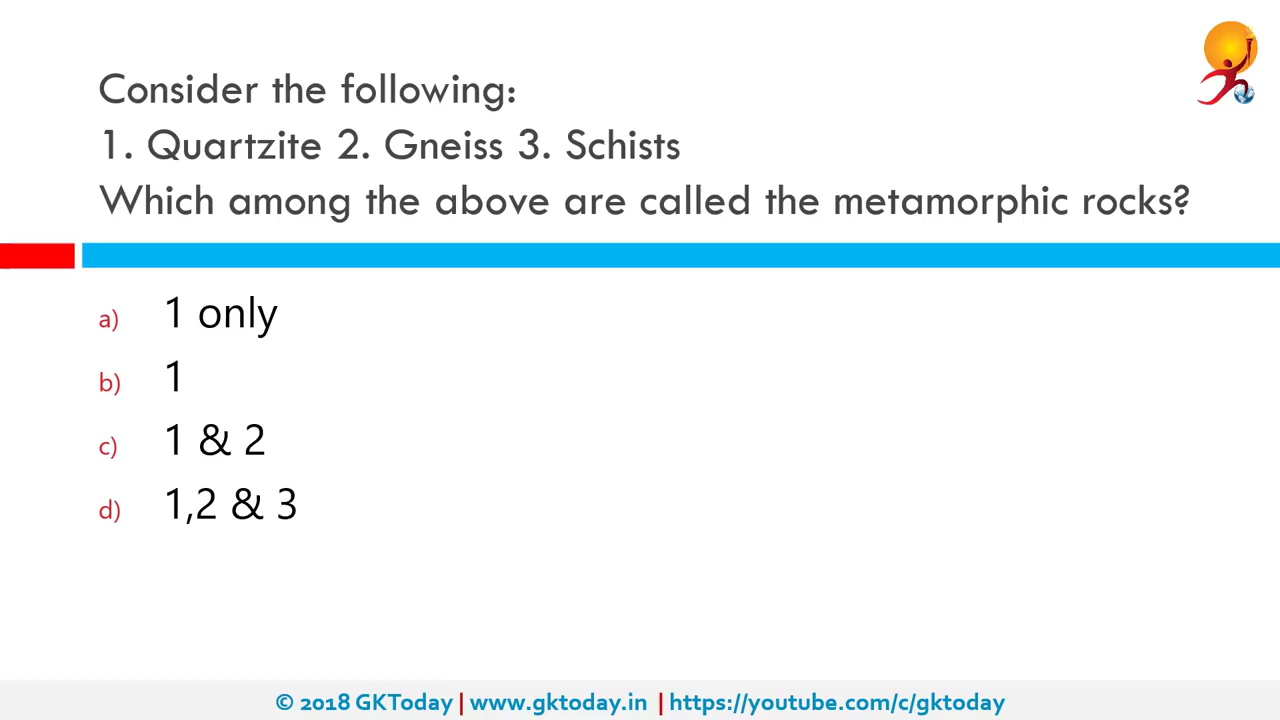 Consider the following:
1. Quartzite 2. Gneiss 3. Schists
Which among the above are called the metamorphic rocks?
a) 1 only
b) 1
c) 1 & 2
d) 1,2 & 3
© 2018 GKToday | www.gktoday.in | https://youtube.com/c/gktoday